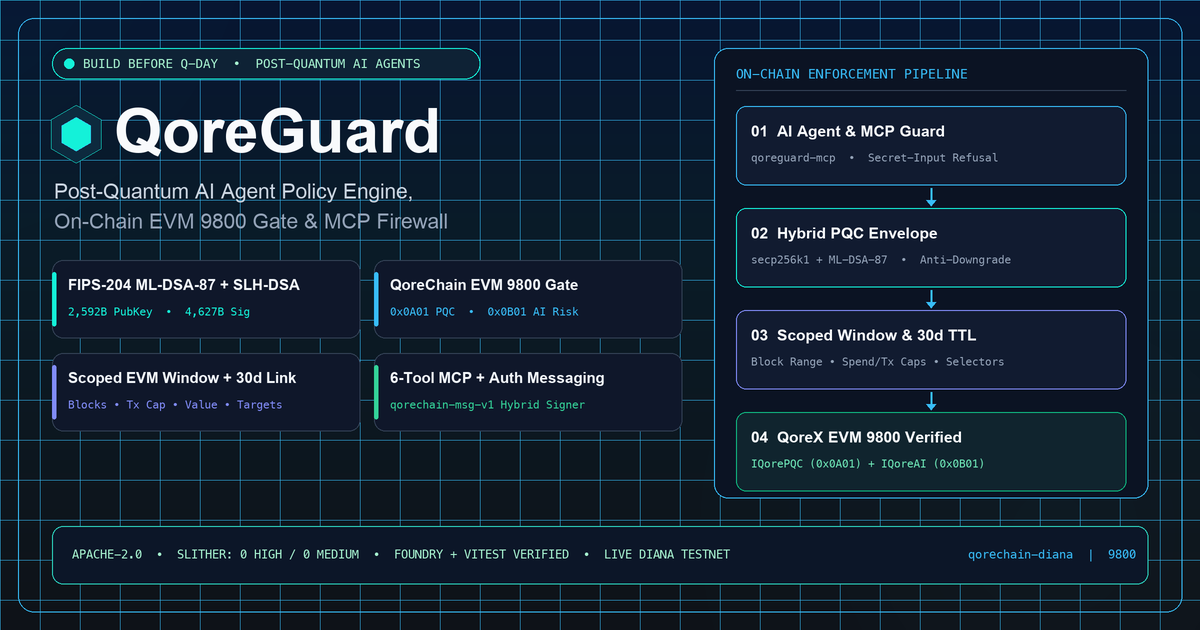 BUILD BEFORE Q-DAY • POST-QUANTUM AI AGENTS
QoreGuard
Post-Quantum AI Agent Policy Engine,
On-Chain EVM 9800 Gate & MCP Firewall
FIPS-204 ML-DSA-87 + SLH-DSA
2,592B PubKey • 4,627B Sig
QoreChain EVM 9800 Gate
0x0A01 PQC • 0x0B01 AI Risk
Scoped EVM Window + 30d Link
Blocks • Tx Cap • Value • Targets
6-Tool MCP + Auth Messaging
qorechain-msg-v1 Hybrid Signer
ON-CHAIN ENFORCEMENT PIPELINE
01 AI Agent & MCP Guard
qoreguard-mcp • Secret-Input Refusal
02 Hybrid PQC Envelope
secp256k1 + ML-DSA-87 • Anti-Downgrade
03 Scoped Window & 30d TTL
Block Range • Spend/Tx Caps • Selectors
04 QoreX EVM 9800 Verified
IQorePQC (0x0A01) + IQoreAI (0x0B01)
APACHE-2.0 • SLITHER: 0 HIGH / 0 MEDIUM • FOUNDRY + VITEST VERIFIED • LIVE DIANA TESTNET
qorechain-diana | 9800